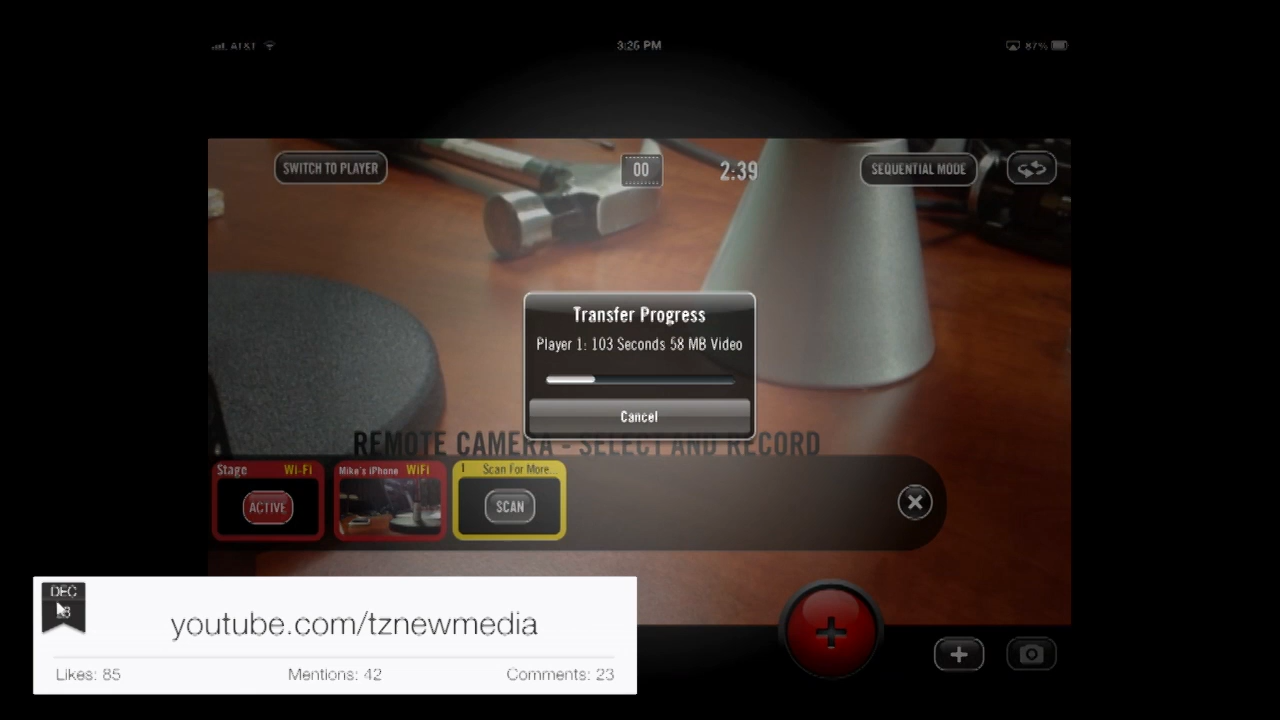 AT&T
3:26 PM
87%
SWITCH TO PLAYER
00
2:39
SEQUENTIAL MODE
Transfer Progress
Player 1: 103 Seconds 58 MB Video
Cancel
REMOTE CAMERA - SELECT AND RECORD
Stage Wi-Fi
Mike's iPhone WiFi
Scan For More...
ACTIVE
SCAN
DEC
youtube.com/tznewmedia
Likes: 85
Mentions: 42
Comments: 23